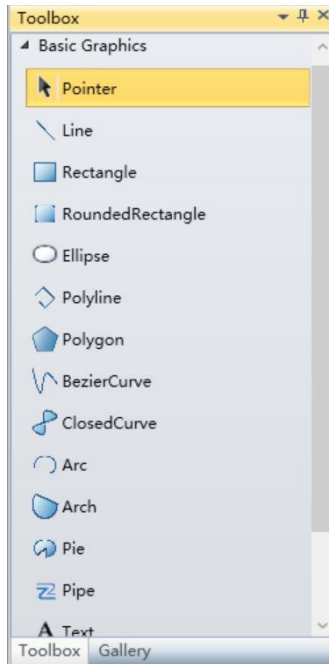 Toolbox
Basic Graphics
Pointer
Line
Rectangle
RoundedRectangle
Ellipse
Polyline
Polygon
BezierCurve
ClosedCurve
Arc
Arch
Pie
Pipe
Text
Toolbox Gallery